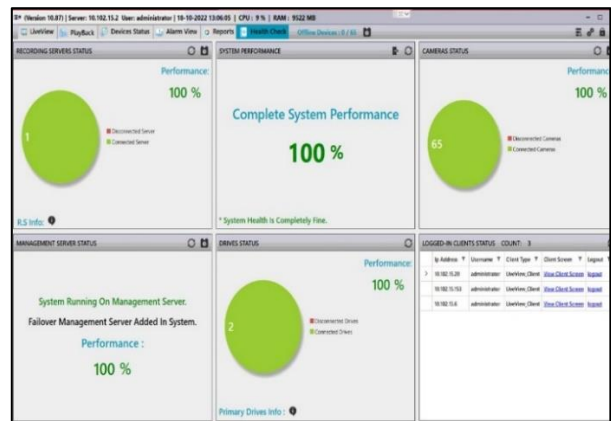 (Version 10.87) | Server: 10.102.15.2 User: administrator | 18-10-2022 13:06:05 | CPU : 9 % | RAM : 9522 MB
LiveView PlayBack Devices Status Alarm View Reports Health Check Offline Devices : 0 / 65
RECORDING SERVERS STATUS
Performance:
100 %
1
Disconnected Server
Connected Server
R.S Info:
SYSTEM PERFORMANCE
Complete System Performance
100 %
* System Health Is Completely Fine.
CAMERAS STATUS
Performanc
100 %
65
Disconnected Cameras
Connected Cameras
MANAGEMENT SERVER STATUS
System Running On Management Server.
Failover Management Server Added In System.
Performance :
100 %
DRIVES STATUS
Performance:
100 %
2
Disconnected Drives
Connected Drives
Primary Drives Info :
LOGGED-IN CLIENTS STATUS COUNT: 3
Ip Address Username Client Type Client Screen Logout
administrator LiveView_Client View Client Screen logout
administrator LiveView_Client View Client Screen logout
administrator LiveView_Client View Client Screen logout